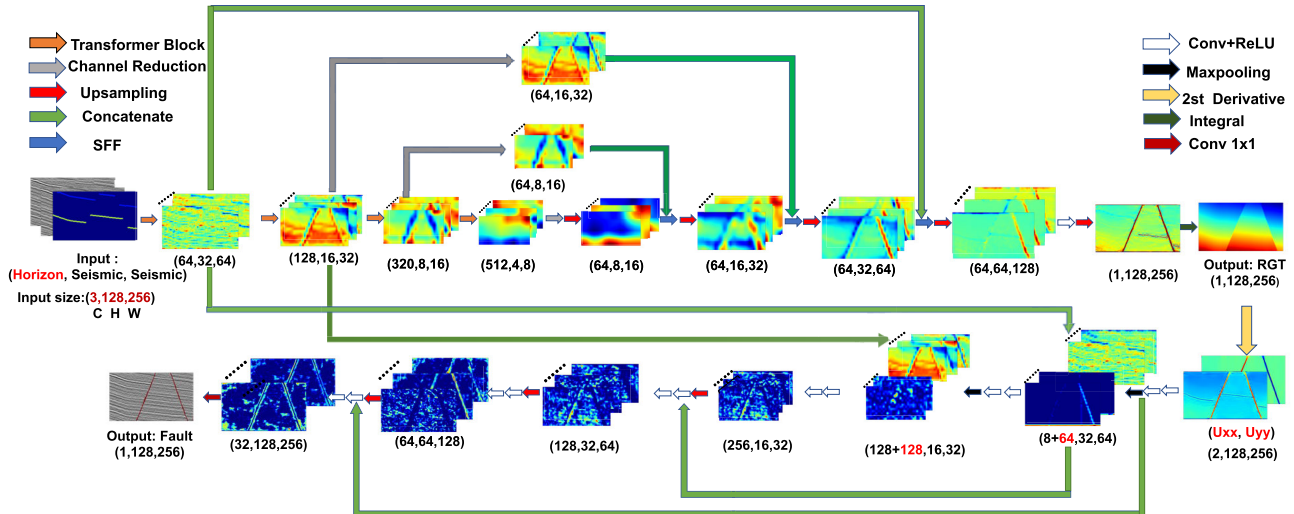 Transformer Block
Channel Reduction
Upsampling
Concatenate
SFF
Conv+ReLU
Maxpooling
2st Derivative
Integral
Conv 1x1
(64,16,32)
(64,8,16)
Input :
(Horizon, Seismic, Seismic)
Input size:(3,128,256)
C H W
(64,32,64)
(128,16,32)
(320,8,16)
(512,4,8)
(64,8,16)
(64,16,32)
(64,32,64)
(64,64,128)
(1,128,256)
Output: RGT
(1,128,256)
Output: Fault
(1,128,256)
(32,128,256)
(64,64,128)
(128,32,64)
(256,16,32)
(128+128,16,32)
(8+64,32,64)
(Uxx, Uyy)
(2,128,256)